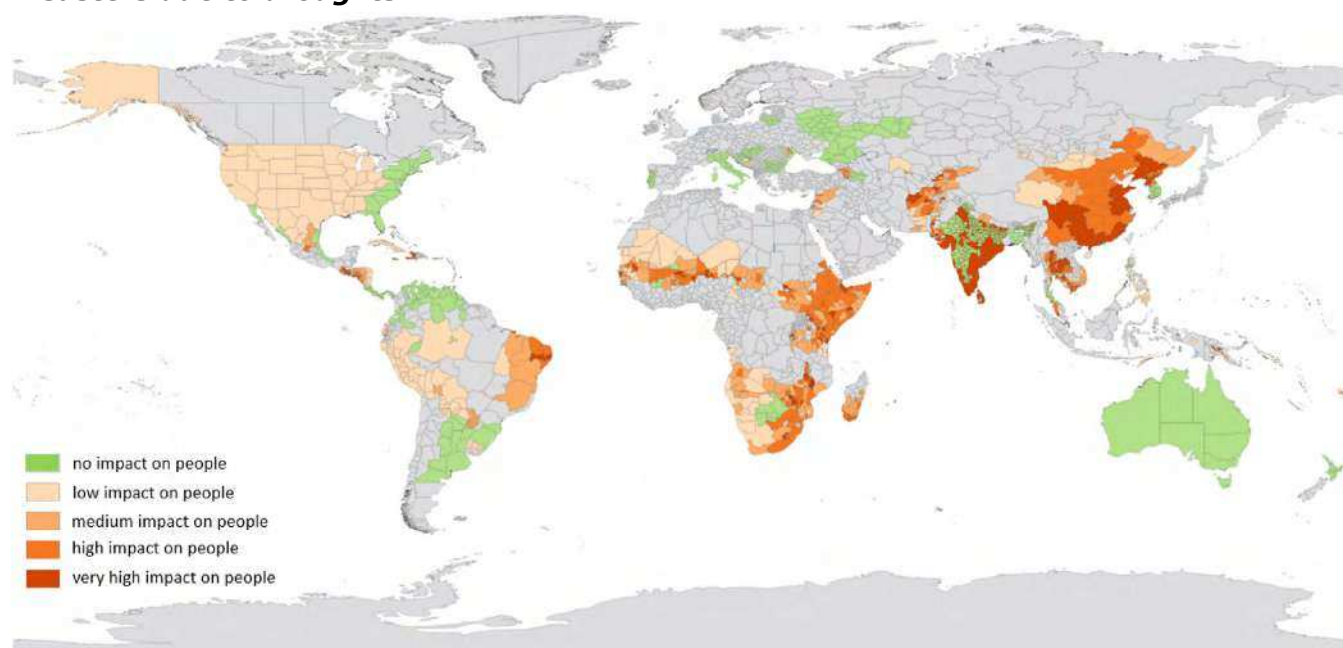 no impact on people
low impact on people
medium impact on people
high impact on people
very high impact on people